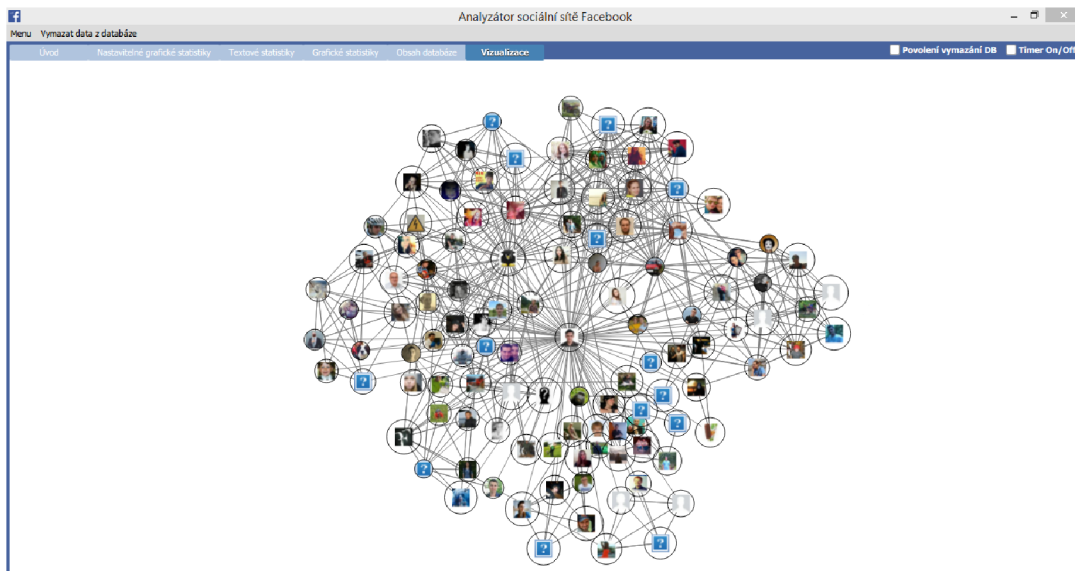 Analyzátor sociální sítě Facebook
Menu Vymazat data z databáze
Úvod Nastavitelné grafické statistiky Textové statistiky Grafické statistiky Obsah databáze Vizualizace Povolení vymazání DB Timer On/Off